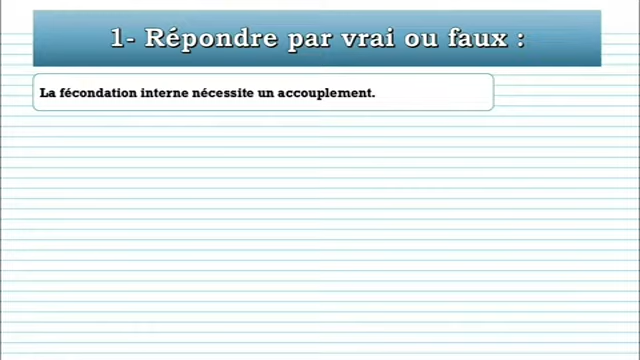 1- Répondre par vrai ou faux :
La fécondation interne nécessite un accouplement.